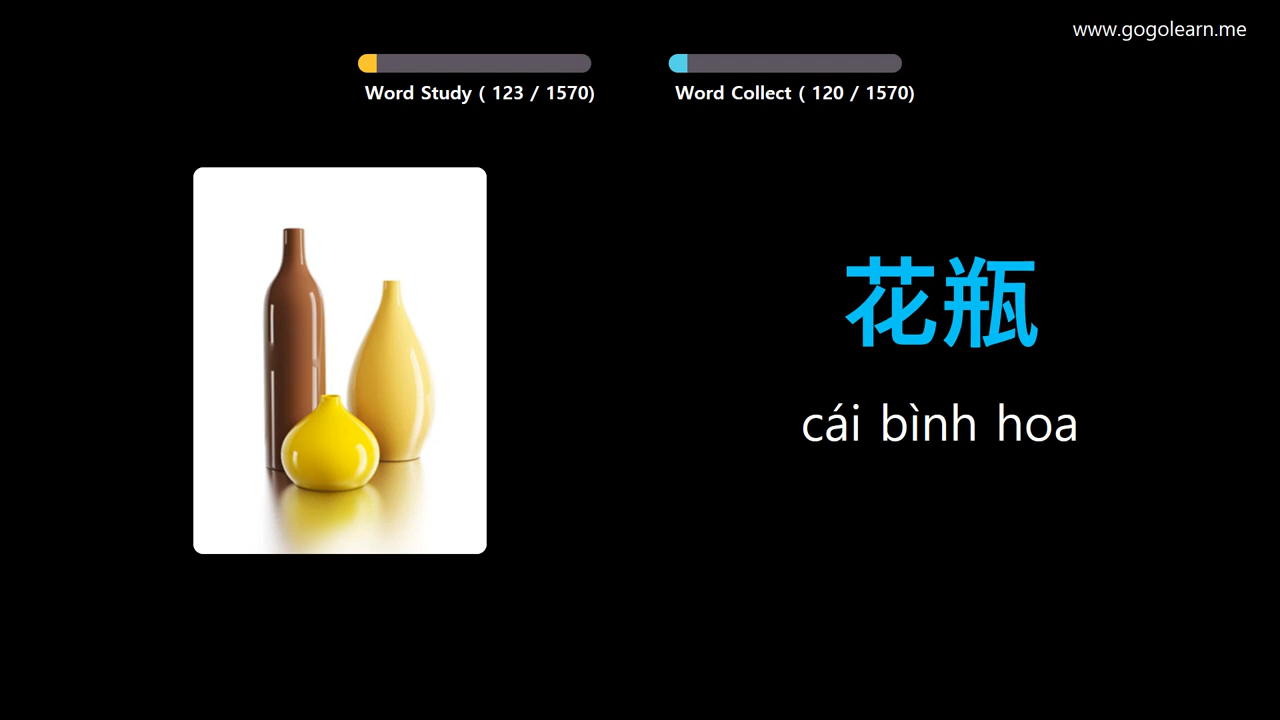 www.gogolearn.me
Word Study ( 123 / 1570)
Word Collect ( 120 / 1570)
花瓶
cái bình hoa